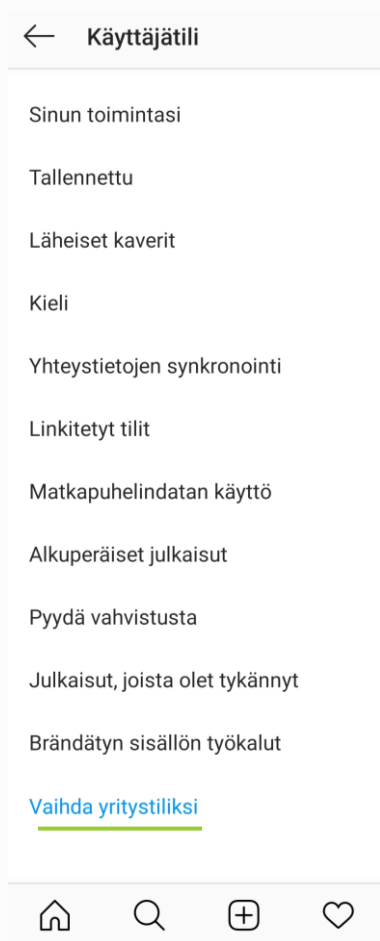 Käyttäjätili
Sinun toimintasi
Tallennettu
Läheiset kaverit
Kieli
Yhteystietojen synkronointi
Linkitetyt tilit
Matkapuhelindatan käyttö
Alkuperäiset julkaisut
Pyydä vahvistusta
Julkaisut, joista olet tykännyt
Brändätyn sisällön työkalut
Vaihda yritystiliksi